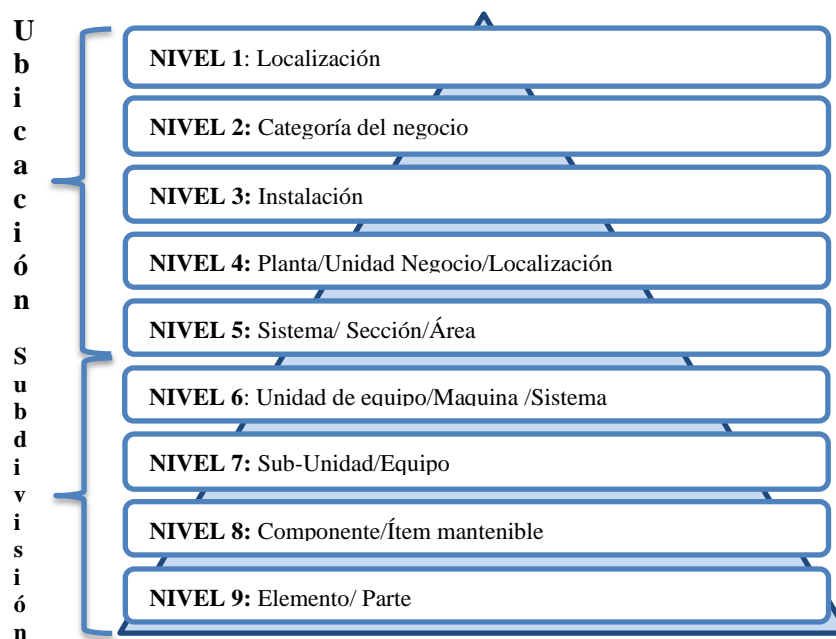 Ubicación
NIVEL 1: Localización
NIVEL 2: Categoría del negocio
NIVEL 3: Instalación
NIVEL 4: Planta/Unidad Negocio/Localización
NIVEL 5: Sistema/ Sección/Área
Subdivisión
NIVEL 6: Unidad de equipo/Maquina /Sistema
NIVEL 7: Sub-Unidad/Equipo
NIVEL 8: Componente/Ítem mantenible
NIVEL 9: Elemento/ Parte